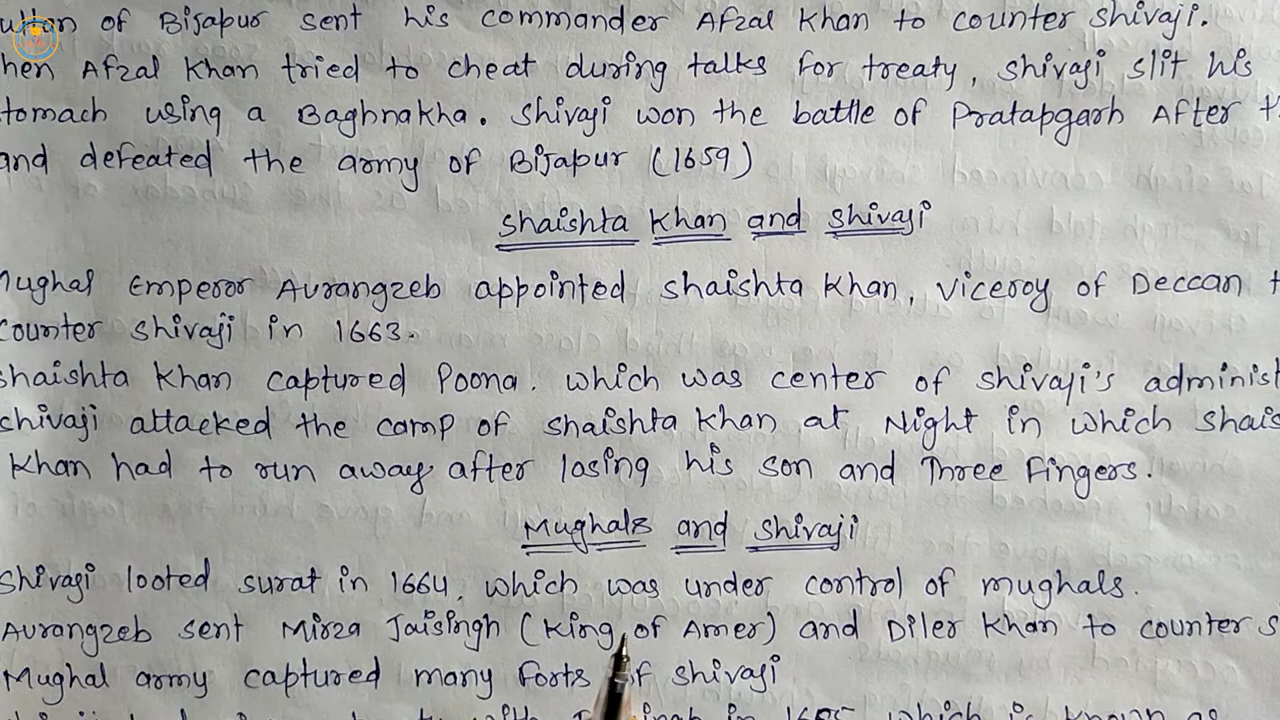 of Bijapur sent his commander Afzal Khan to counter Shivaji.
hen Afzal Khan tried to cheat during talks for treaty, Shivaji slit his
tomach using a Baghnakha. Shivaji won the battle of Pratapgarh After t
and defeated the army of Bijapur (1659)
Shaishta Khan and Shivaji
Mughal Emperor Aurangzeb appointed Shaishta Khan, viceroy of Deccan t
counter Shivaji in 1663.
Shaishta Khan captured Poona. which was center of Shivaji's administ
Shivaji attacked the camp of Shaishta Khan at Night in which Shais
Khan had to run away after losing his son and Three Fingers.
Mughals and Shivaji
Shivaji looted surat in 1664, which was under control of mughals.
Aurangzeb sent Mirza Jaisingh (King of Amer) and Diler Khan to counter S
Mughal army captured many Forts of Shivaji